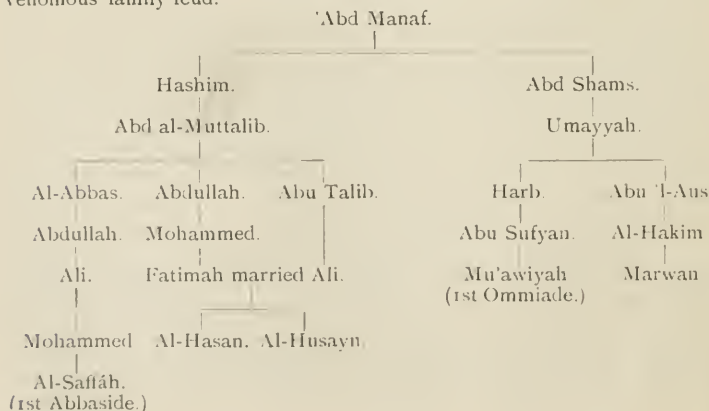 venomous family feud.
'Abd Manaf.
Hashim. Abd Shams.
Abd al-Muttalib. Umayyah.
Al-Abbas. Abdullah. Abu Talib. Harb. Abu 'l-Aus
Abdullah. Mohammed. Abu Sufyan. Al-Hakim
Ali. Fatimah married Ali. Mu'awiyah Marwan
(1st Ommiade.)
Mohammed Al-Hasan. Al-Husayn
Al-Saffáh.
(1st Abbaside.)